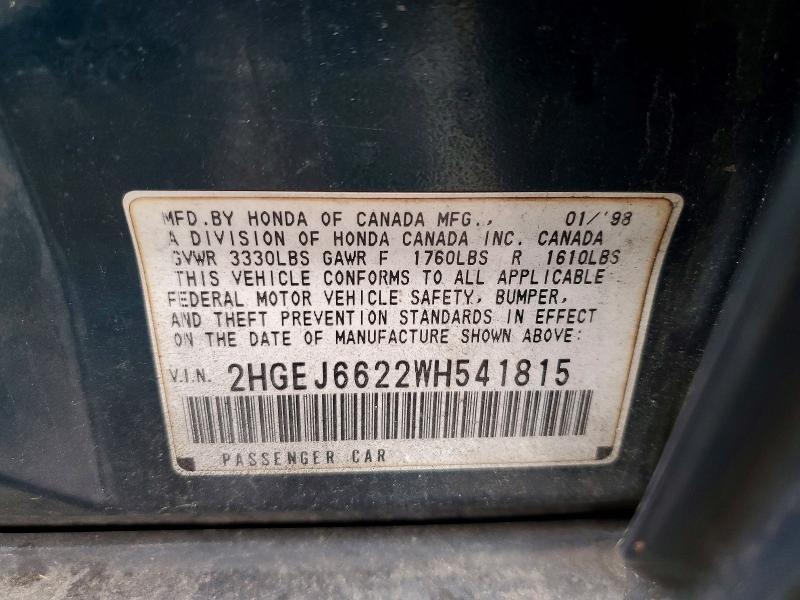 MFD.BY HONDA OF CANADA MFG., 01/'98
A DIVISION OF HONDA CANADA INC. CANADA
GVWR 3330LBS GAWR F 1760LBS R 1610LBS
THIS VEHICLE CONFORMS TO ALL APPLICABLE
FEDERAL MOTOR VEHICLE SAFETY, BUMPER,
AND THEFT PREVENTION STANDARDS IN EFFECT
ON THE DATE OF MANUFACTURE SHOWN ABOVE:
V.I.N. 2HGEJ6622WH541815
PASSENGER CAR